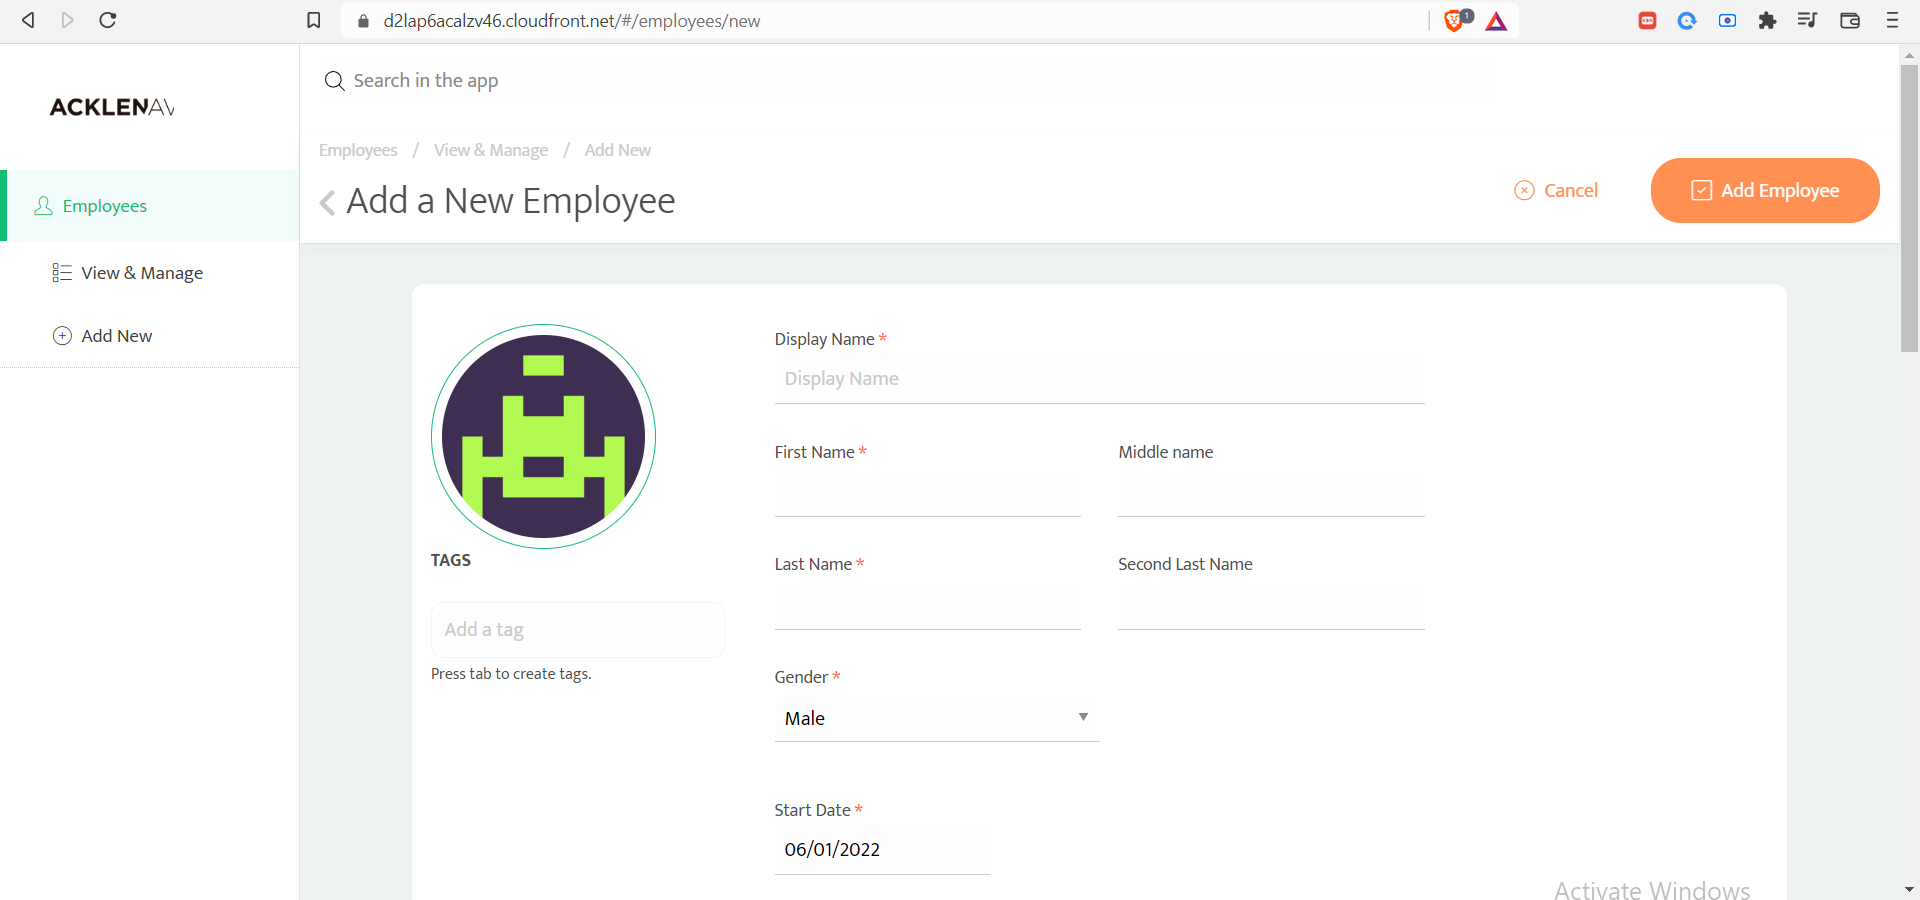 d2lap6acalzv46.cloudfront.net/#/employees/new
1
Search in the app
ACKLENAV
Employees / View & Manage / Add New
Add a New Employee
Cancel
Add Employee
Employees
View & Manage
Add New
Display Name *
Display Name
First Name *
Middle name
TAGS
Last Name *
Second Last Name
Add a tag
Press tab to create tags.
Gender *
Male
Start Date *
06/01/2022
Activate Windows